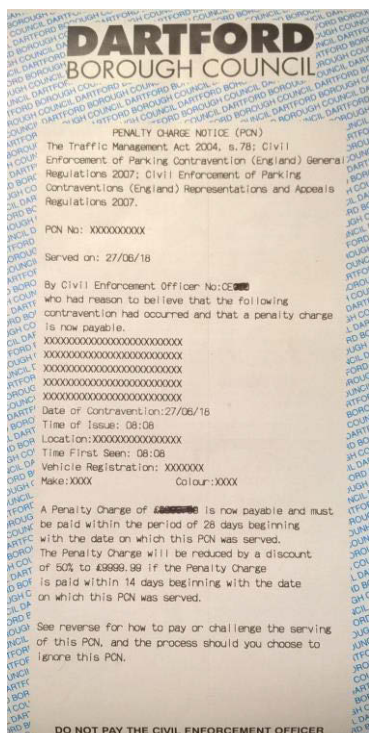 DARTFORD
BOROUGH COUNCIL
PENALTY CHARGE NOTICE (PCN)
The Traffic Management Act 2004, s.78; Civil
Enforcement of Parking Contravention (England) General
Regulations 2007; Civil Enforcement of Parking
Contraventions (England) Representations and Appeals
Regulations 2007.
PCN No: XXXXXXXXXX
Served on: 27/06/18
By Civil Enforcement Officer No:CE
who had reason to believe that the following
contravention had occurred and that a penalty charge
is now payable.
XXXXXXXXXXXXXXXXXXXXXXXXX
XXXXXXXXXXXXXXXXXXXXXXXXX
XXXXXXXXXXXXXXXXXXXXXXXXX
XXXXXXXXXXXXXXXXXXXXXXXXX
XXXXXXXXXXXXXXXXXXXXXXXXX
Date of Contravention:27/06/18
Time of Issue: 08:08
Location:XXXXXXXXXXXXXXXX
Time First Seen: 08:08
Vehicle Registration: XXXXXXX
Make:XXXX Colour:XXXX
A Penalty Charge of is now payable and must
be paid within the period of 28 days beginning
with the date on which this PCN was served.
The Penalty Charge will be reduced by a discount
of 50% to £9999.99 if the Penalty Charge
is paid within 14 days beginning with the date
on which this PCN was served.
See reverse for how to pay or challenge the serving
of this PCN, and the process should you choose to
ignore this PCN.
DO NOT PAY THE CIVIL ENFORCEMENT OFFICER